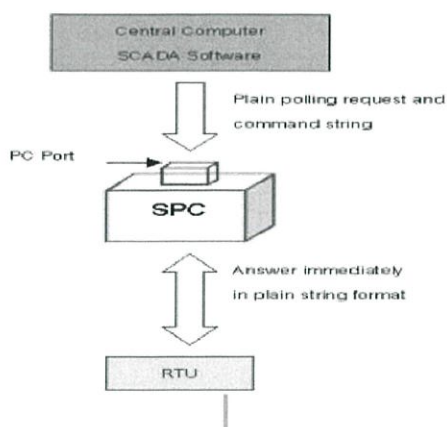 Central Computer
SCADA Software
Plain polling request and
command string
PC Port
SPC
Answer immediately
in plain string format
RTU